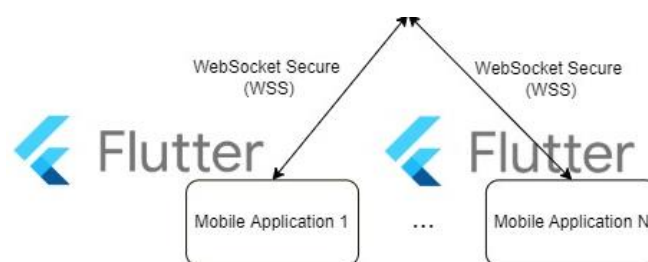 WebSocket Secure
(WSS)
WebSocket Secure
(WSS)
Flutter
Flutter
Mobile Application 1
...
Mobile Application N